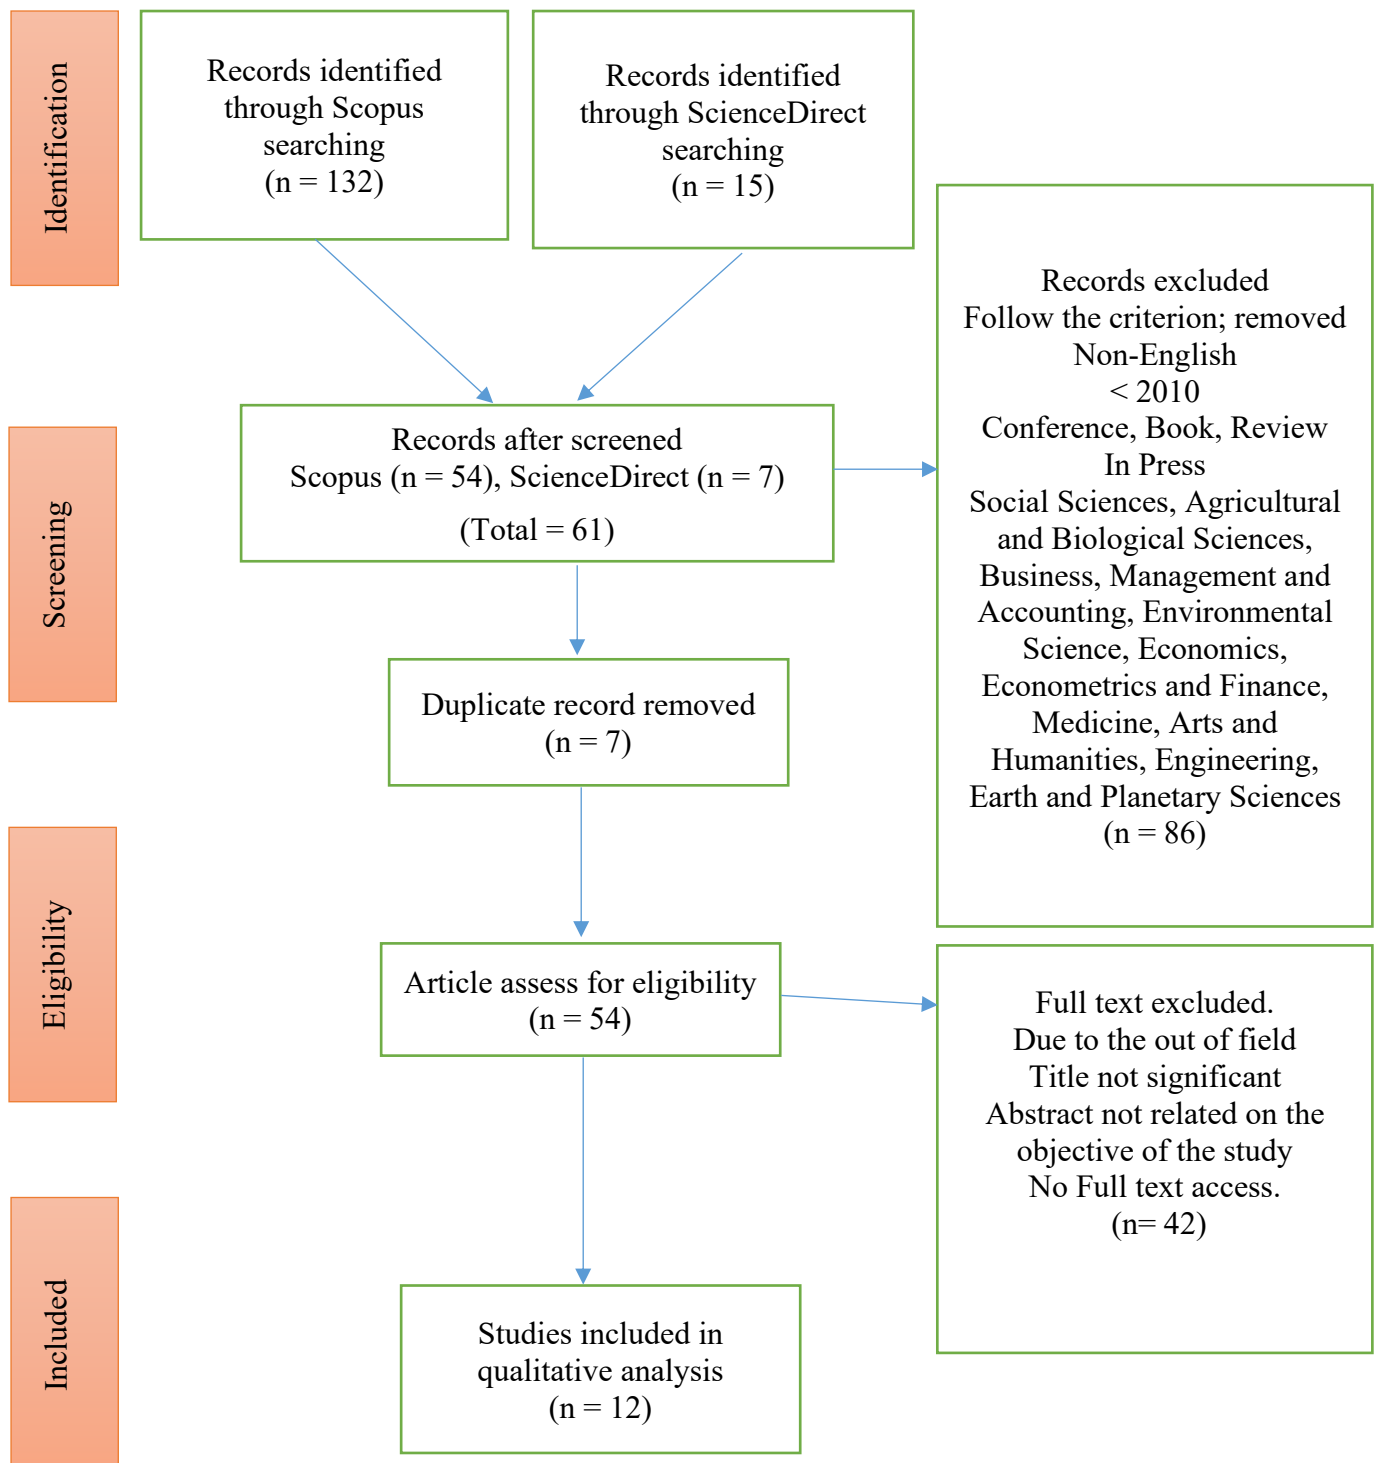 Identification
Records identified
through Scopus
searching
(n = 132)
Records identified
through ScienceDirect
searching
(n = 15)
Records excluded
Follow the criterion; removed
Non-English
< 2010
Conference, Book, Review
In Press
Social Sciences, Agricultural
and Biological Sciences,
Business, Management and
Accounting, Environmental
Science, Economics,
Econometrics and Finance,
Medicine, Arts and
Humanities, Engineering,
Earth and Planetary Sciences
(n = 86)
Screening
Records after screened
Scopus (n = 54), ScienceDirect (n = 7)
(Total = 61)
Duplicate record removed
(n = 7)
Eligibility
Article assess for eligibility
(n = 54)
Full text excluded.
Due to the out of field
Title not significant
Abstract not related on the
objective of the study
No Full text access.
(n= 42)
Included
Studies included in
qualitative analysis
(n = 12)